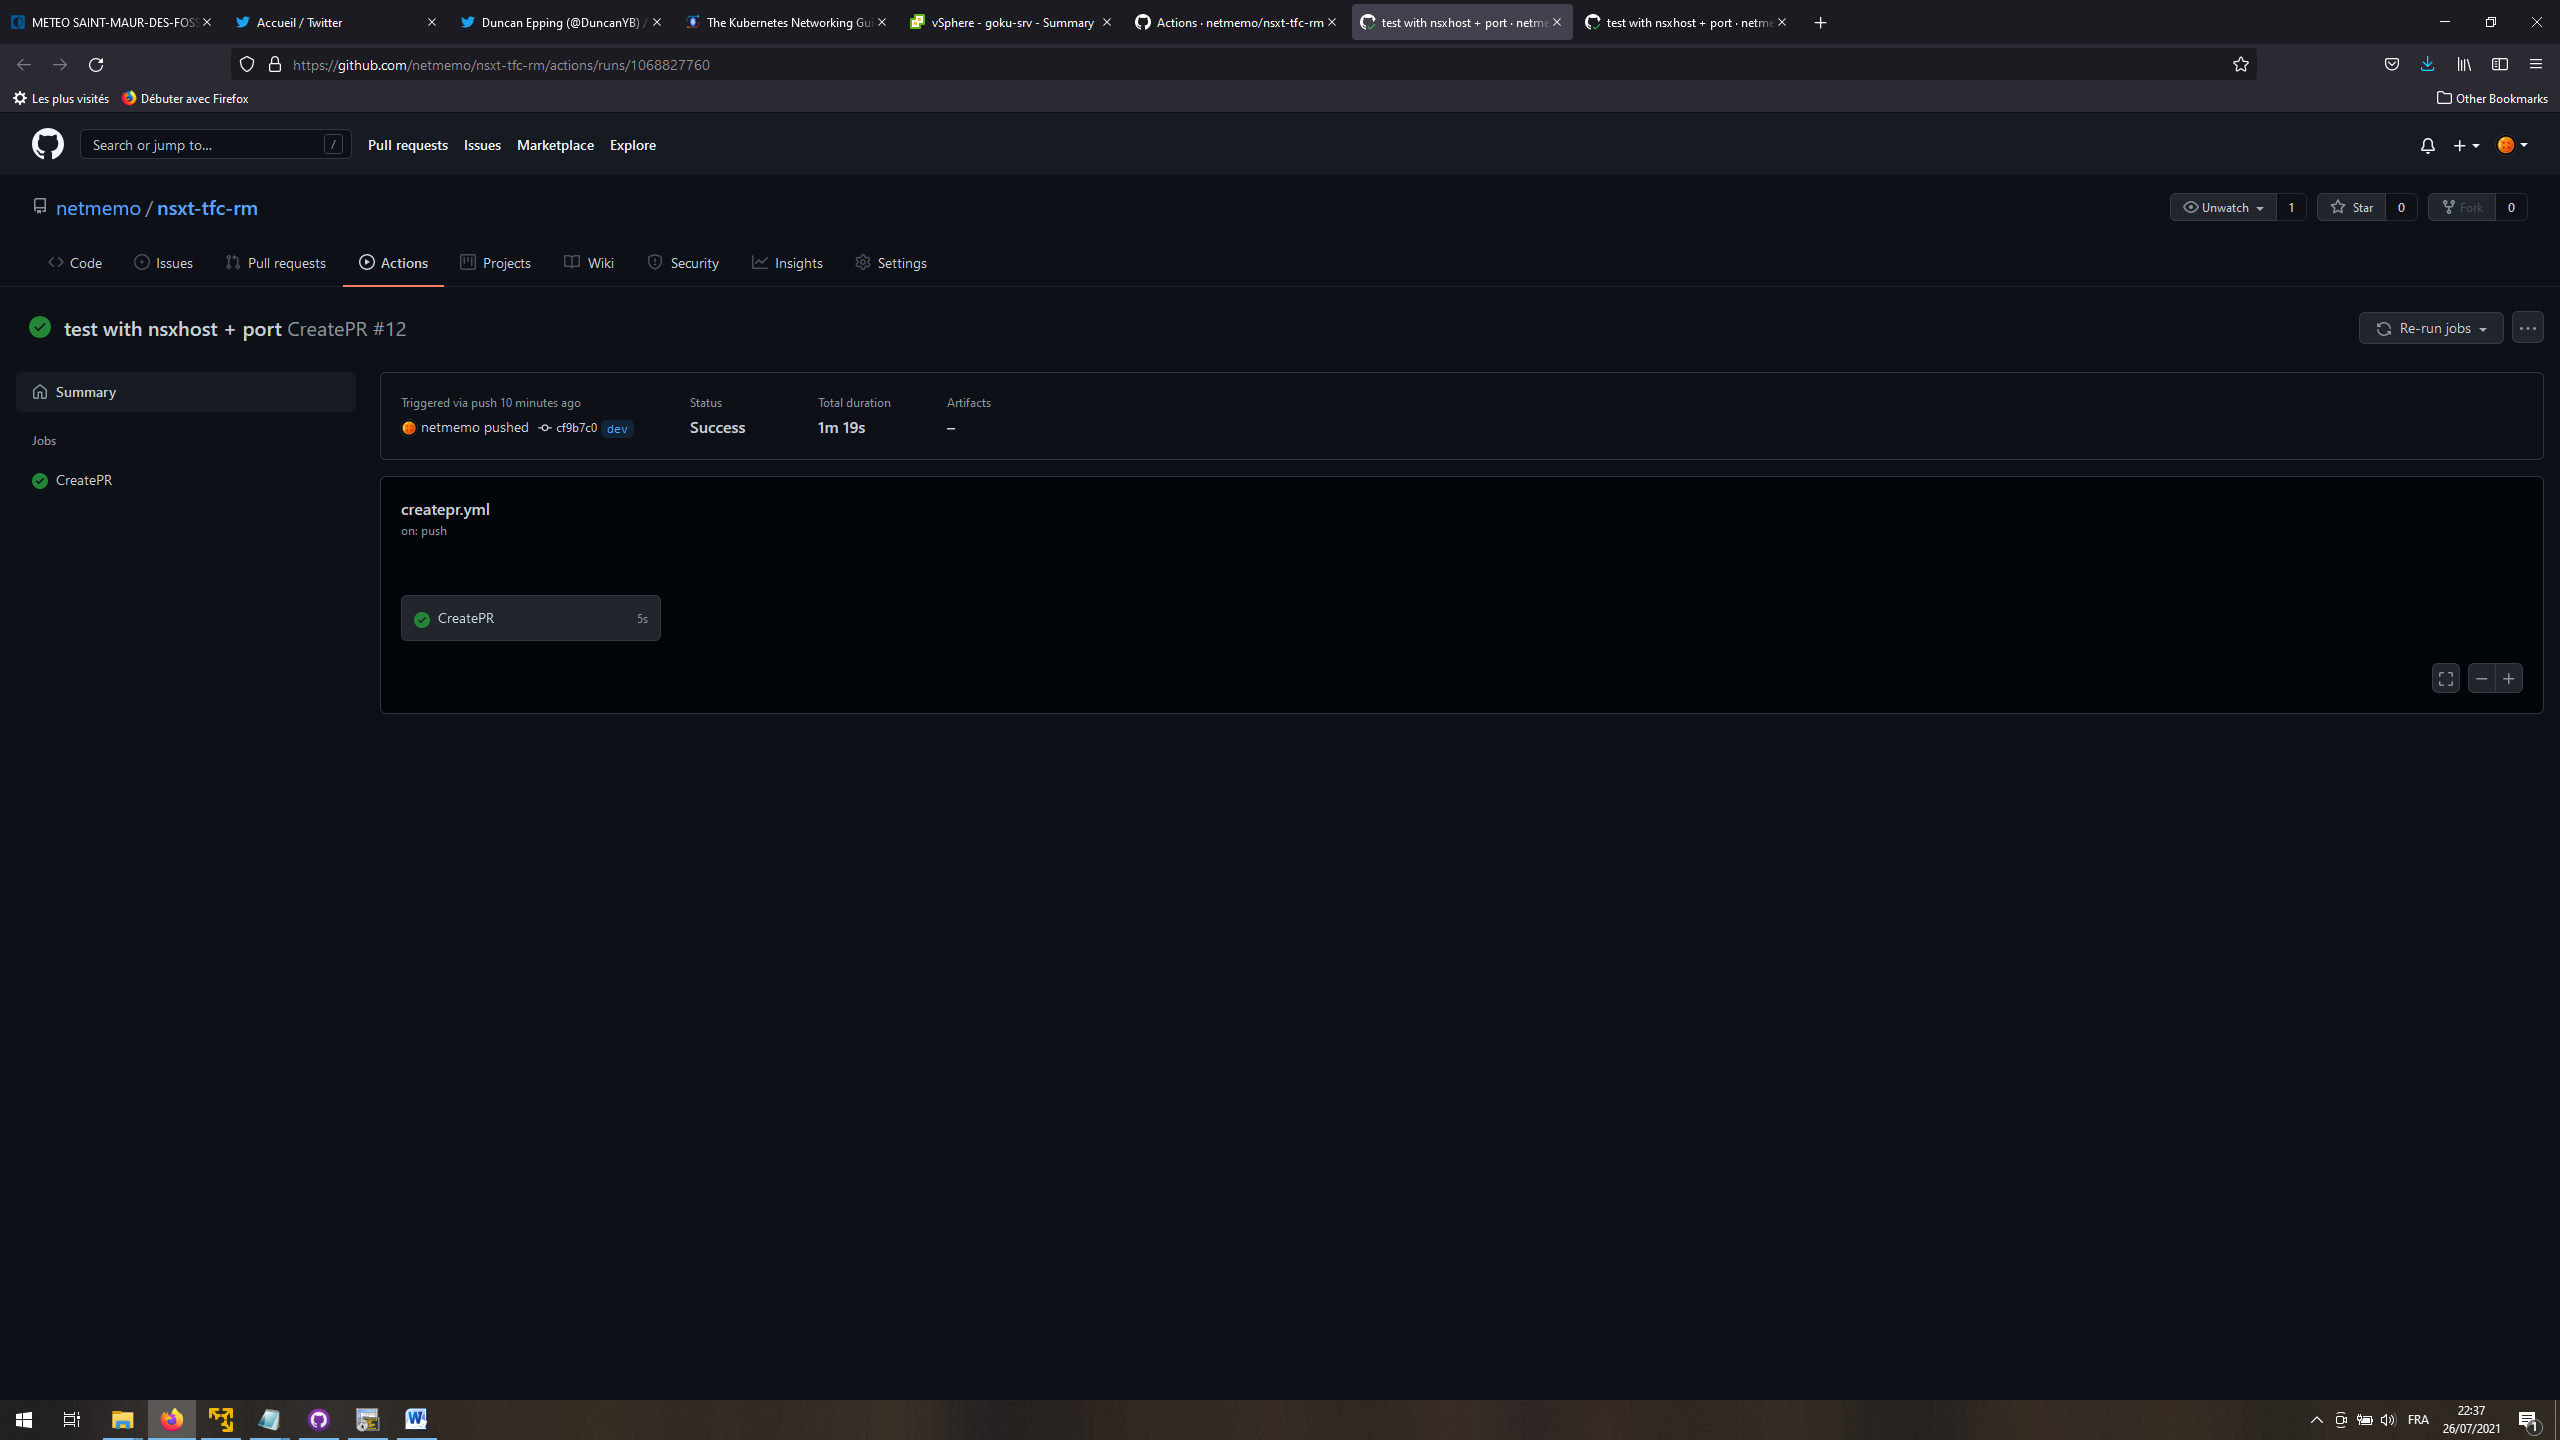 METEO SAINT-MAUR-DES-FOSS
Accueil / Twitter
Duncan Epping (@DuncanYB) /
The Kubernetes Networking Gui
vSphere - goku-srv - Summary
Actions · netmemo/nsxt-tfc-rm
test with nsxhost + port · netme
test with nsxhost + port · netme
https://github.com/netmemo/nsxt-tfc-rm/actions/runs/1068827760
Les plus visités
Débuter avec Firefox
Other Bookmarks
Search or jump to...
/
Pull requests
Issues
Marketplace
Explore
netmemo / nsxt-tfc-rm
Unwatch
1
Star
0
Fork
0
Code
Issues
Pull requests
Actions
Projects
Wiki
Security
Insights
Settings
test with nsxhost + port CreatePR #12
Re-run jobs
Summary
Jobs
CreatePR
Triggered via push 10 minutes ago
netmemo pushed cf9b7c0 dev
Status
Success
Total duration
1m 19s
Artifacts
–
createpr.yml
on: push
CreatePR
5s
FRA
22:37
26/07/2021
1